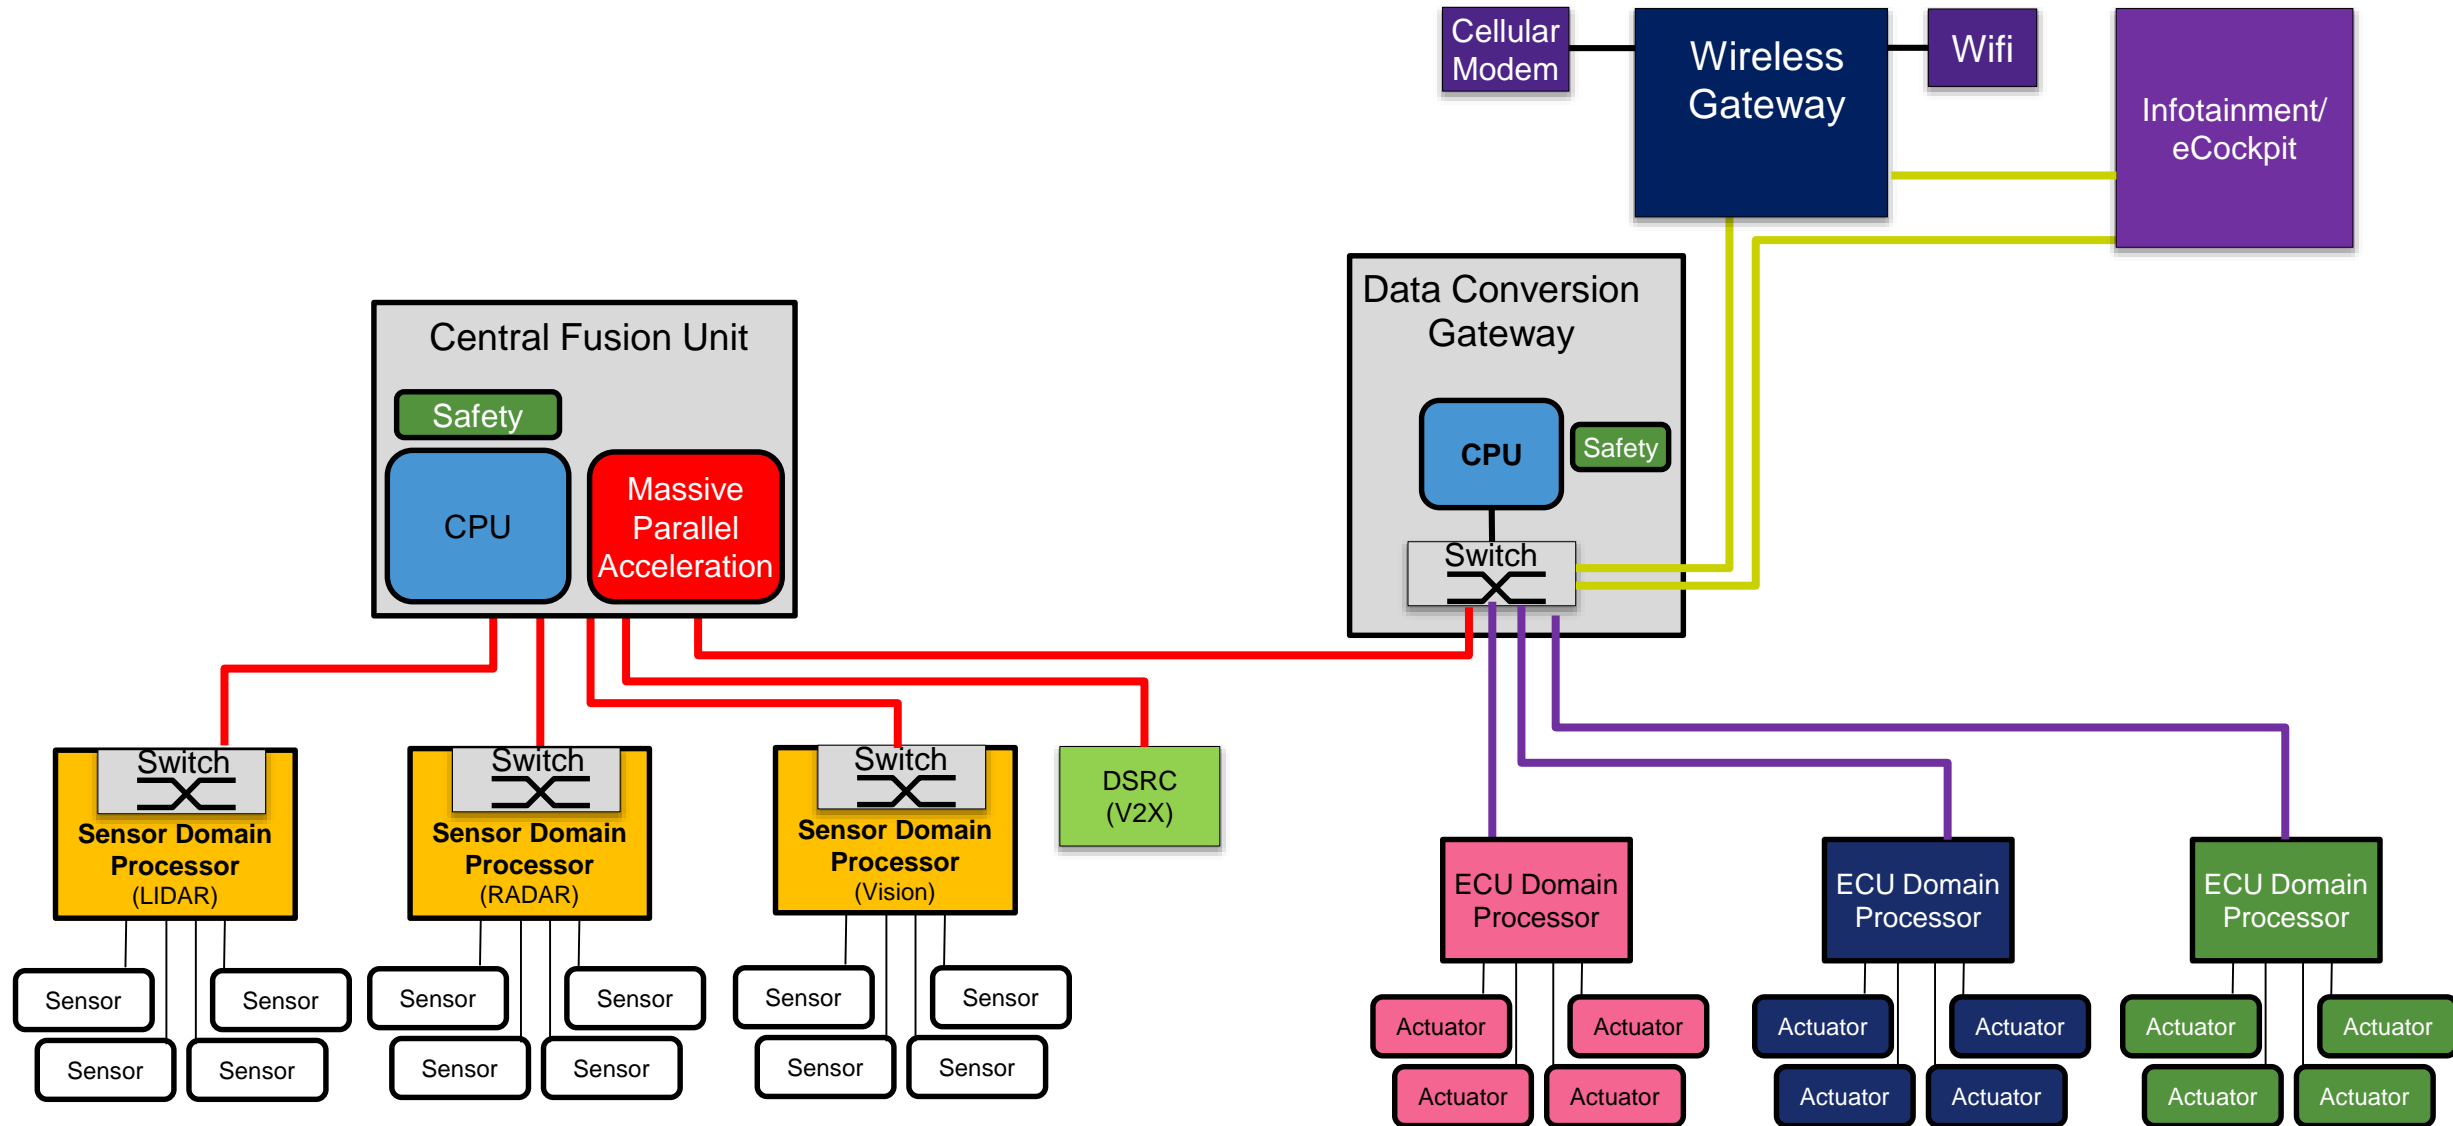 Cellular
Modem
Wireless
Gateway
Wifi
Infotainment/
eCockpit
Central Fusion Unit
Safety
CPU
Massive
Parallel
Acceleration
Data Conversion
Gateway
CPU
Safety
Switch
Switch
Sensor Domain
Processor
(LIDAR)
Switch
Sensor Domain
Processor
(RADAR)
Switch
Sensor Domain
Processor
(Vision)
DSRC
(V2X)
ECU Domain
Processor
ECU Domain
Processor
ECU Domain
Processor
Sensor
Sensor
Sensor
Sensor
Sensor
Sensor
Sensor
Sensor
Sensor
Sensor
Sensor
Sensor
Actuator
Actuator
Actuator
Actuator
Actuator
Actuator
Actuator
Actuator
Actuator
Actuator
Actuator
Actuator